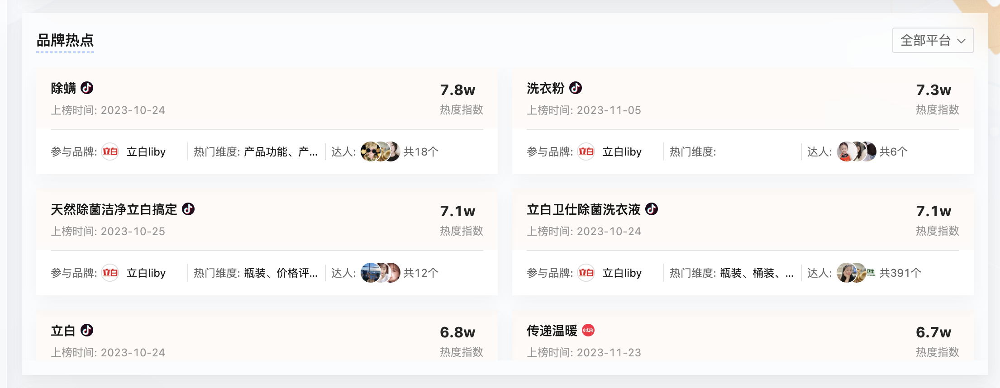 品牌热点
全部平台
除螨
7.8w
上榜时间: 2023-10-24
热度指数
参与品牌: 立白 立白liby
热门维度: 产品功能、产...
达人: 共18个
洗衣粉
7.3w
上榜时间: 2023-11-05
热度指数
参与品牌: 立白 立白liby
热门维度:
达人: 共6个
天然除菌洁净立白搞定
7.1w
上榜时间: 2023-10-25
热度指数
参与品牌: 立白 立白liby
热门维度: 瓶装、价格评...
达人: 共12个
立白卫仕除菌洗衣液
7.1w
上榜时间: 2023-10-24
热度指数
参与品牌: 立白 立白liby
热门维度: 瓶装、桶装、...
达人: 卫仕 共391个
立白
6.8w
上榜时间: 2023-10-24
热度指数
传递温暖 小红书
6.7w
上榜时间: 2023-11-23
热度指数